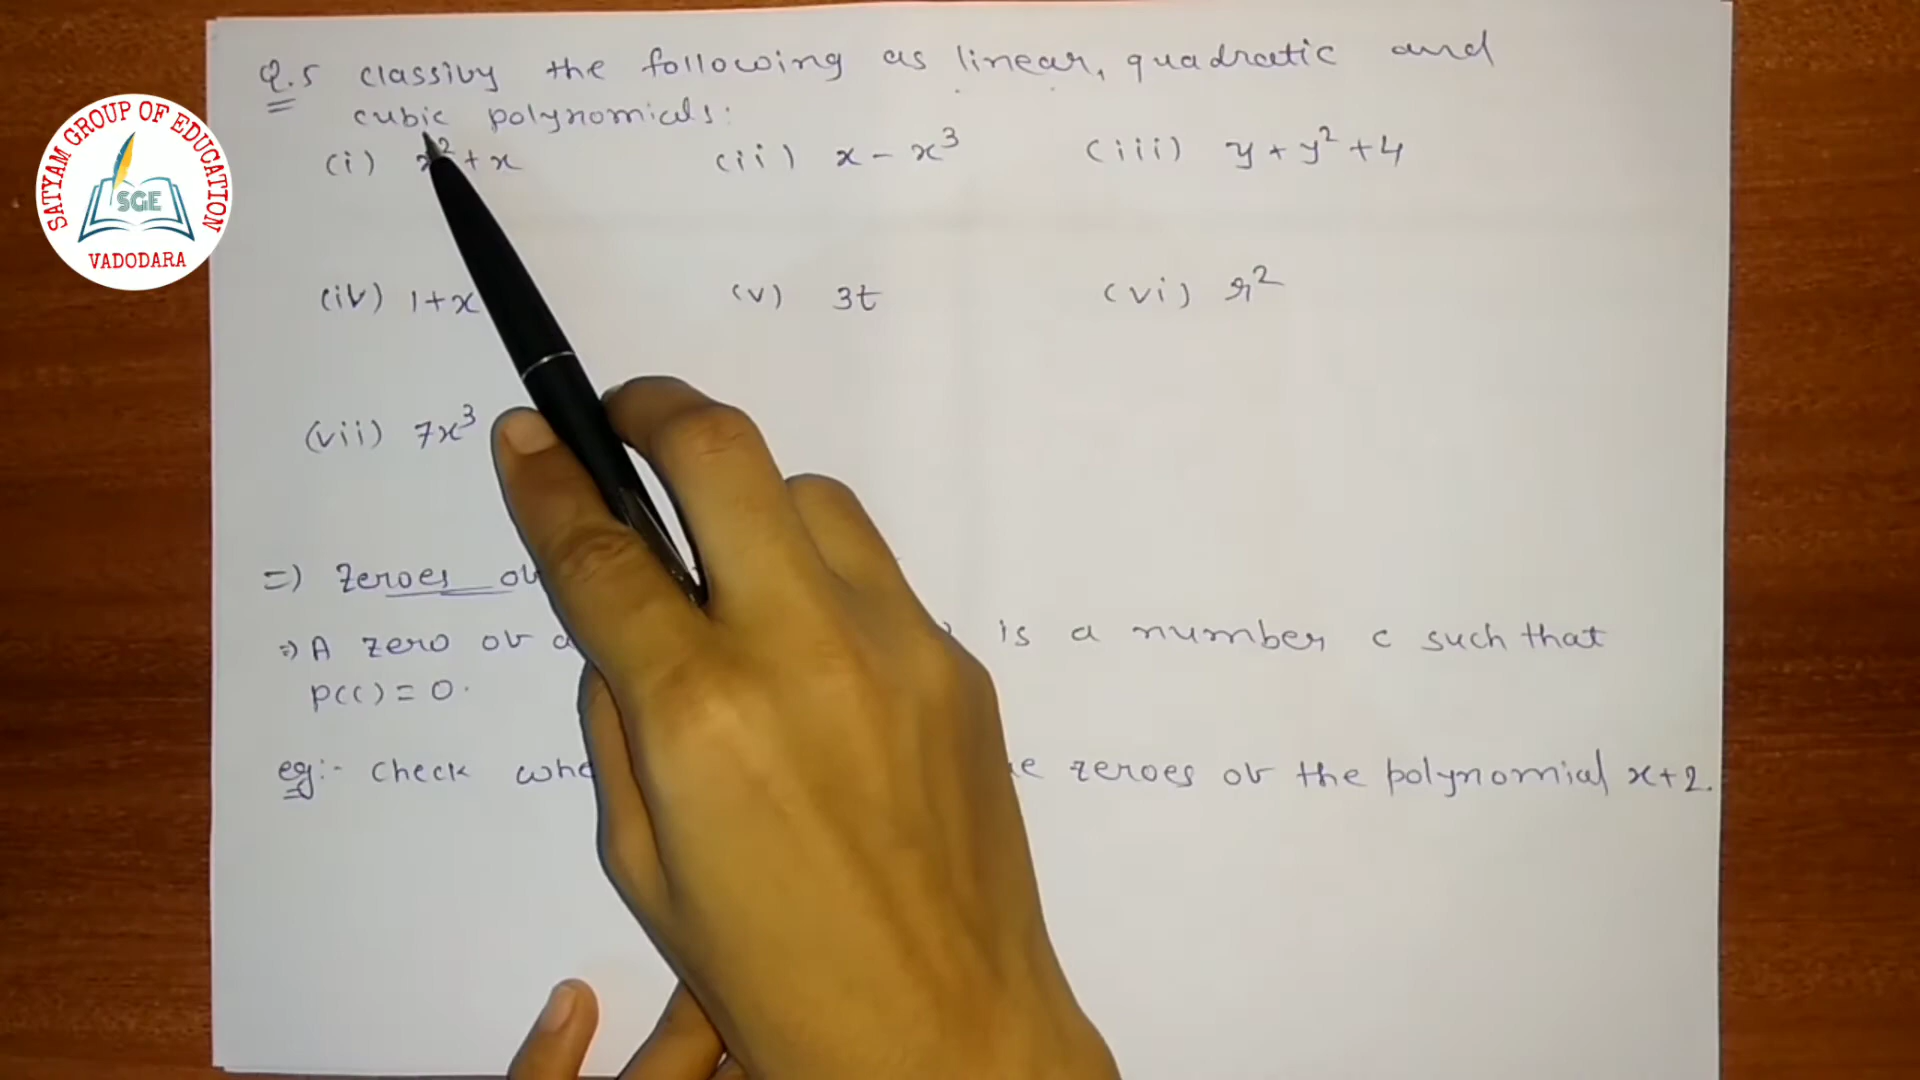 SATYAM GROUP OF EDUCATION
SGE
VADODARA
Q.5 classify the following as linear, quadratic and
cubic polynomials:
(i) x²+x (ii) x - x³ (iii) y + y² + 4
(iv) 1+x (v) 3t (vi) r²
(vii) 7x³
=) Zeroes of
=) A zero of a is a number c such that
p(c) = 0.
eg:- check zeroes of the polynomial x+2.